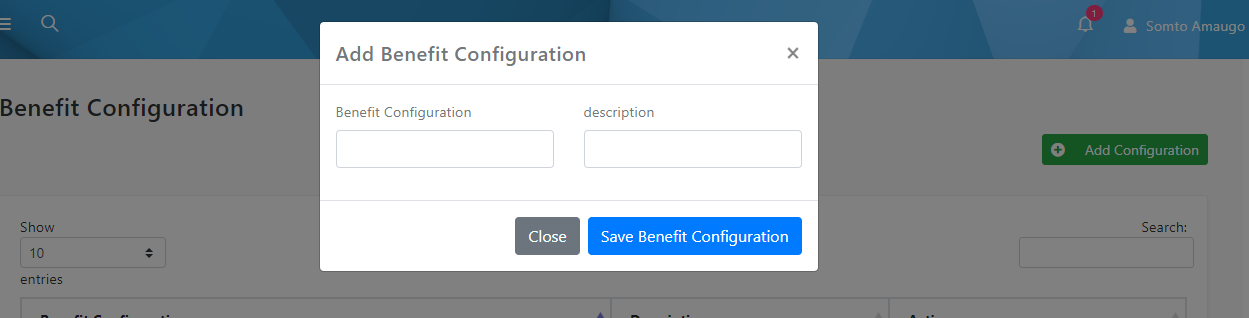 1
Somto Amaugo
Add Benefit Configuration
×
Benefit Configuration
Benefit Configuration
description
Add Configuration
Close
Save Benefit Configuration
Show
10
entries
Search: